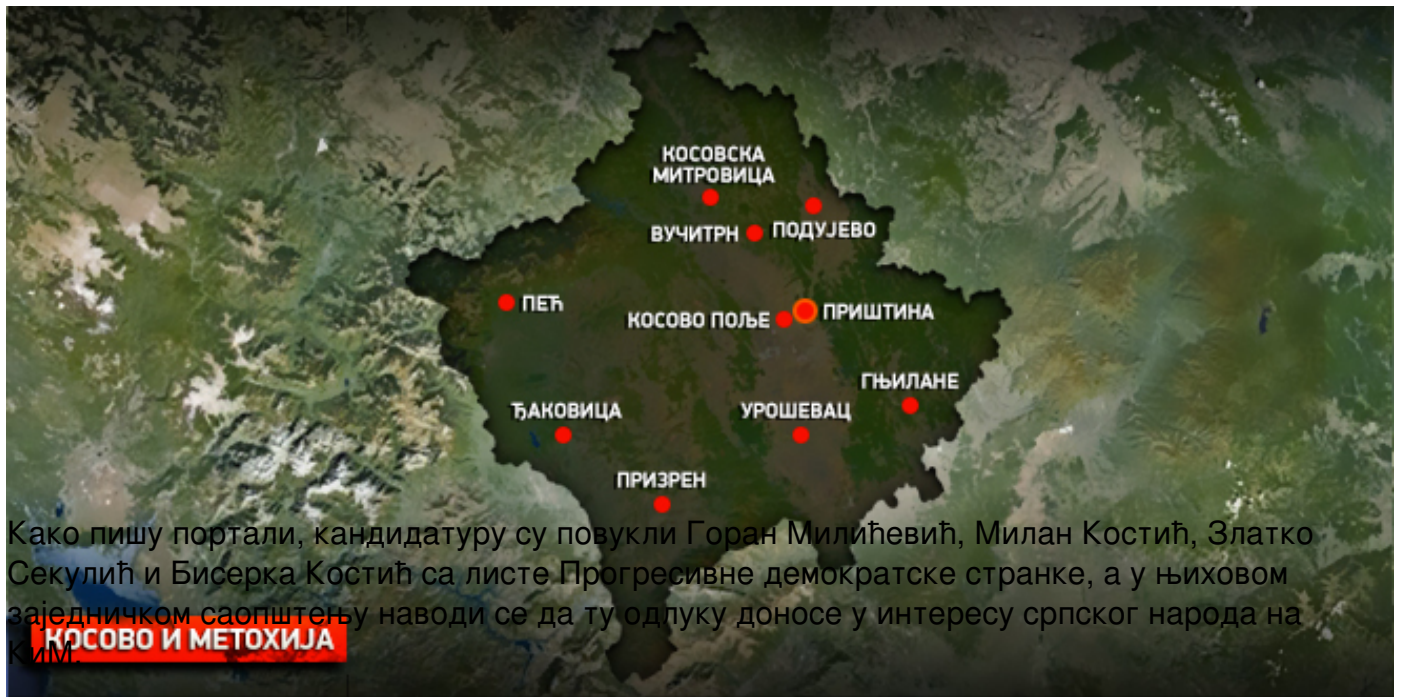 КОСОВСКА
МИТРОВИЦА
ВУЧИТРН
ПОДУЈЕВО
ПЕЋ
КОСОВО ПОЉЕ
ПРИШТИНА
ГЊИЛАНЕ
ЂАКОВИЦА
УРОШЕВАЦ
ПРИЗРЕН
Како пишу портали, кандидатуру су повукли Горан Милићевић, Милан Костић, Златко
Секулић и Бисерка Костић са листе Прогресивне демократске странке, а у њиховом
заједничком саопштењу наводи се да ту одлуку доносе у интересу српског народа на
КиМ.
КОСОВО И МЕТОХИЈА